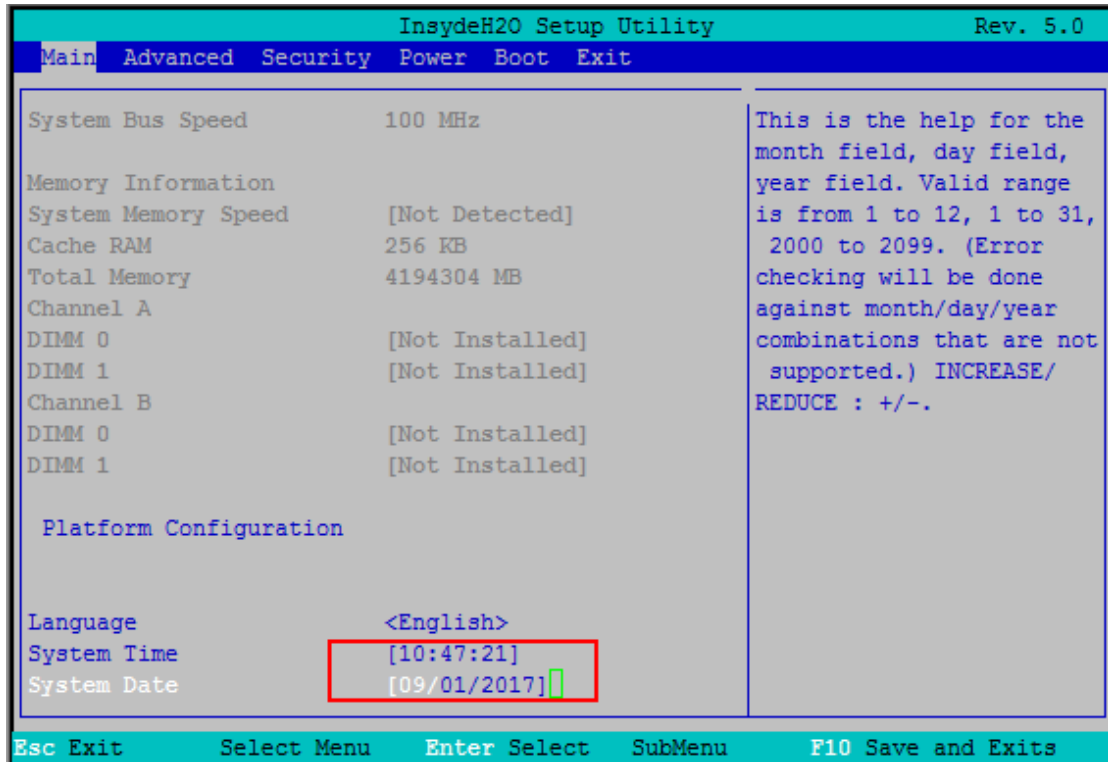 InsydeH2O Setup Utility Rev. 5.0
Main Advanced Security Power Boot Exit
System Bus Speed 100 MHz
Memory Information
System Memory Speed [Not Detected]
Cache RAM 256 KB
Total Memory 4194304 MB
Channel A
DIMM 0 [Not Installed]
DIMM 1 [Not Installed]
Channel B
DIMM 0 [Not Installed]
DIMM 1 [Not Installed]
Platform Configuration
Language <English>
System Time [10:47:21]
System Date [09/01/2017]
This is the help for the
month field, day field,
year field. Valid range
is from 1 to 12, 1 to 31,
2000 to 2099. (Error
checking will be done
against month/day/year
combinations that are not
supported.) INCREASE/
REDUCE : +/-.
Esc Exit Select Menu Enter Select SubMenu F10 Save and Exits